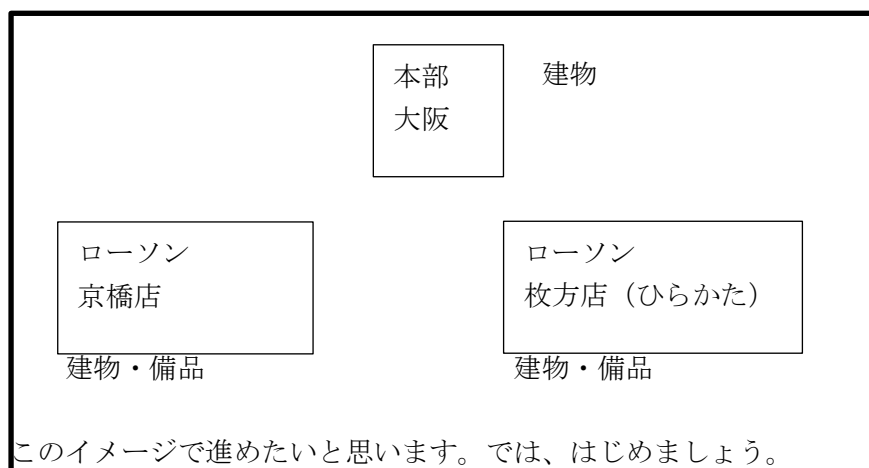 本部
大阪
建物
ローソン
京橋店
建物・備品
ローソン
枚方店（ひらかた）
建物・備品
このイメージで進めたいと思います。では、はじめましょう。